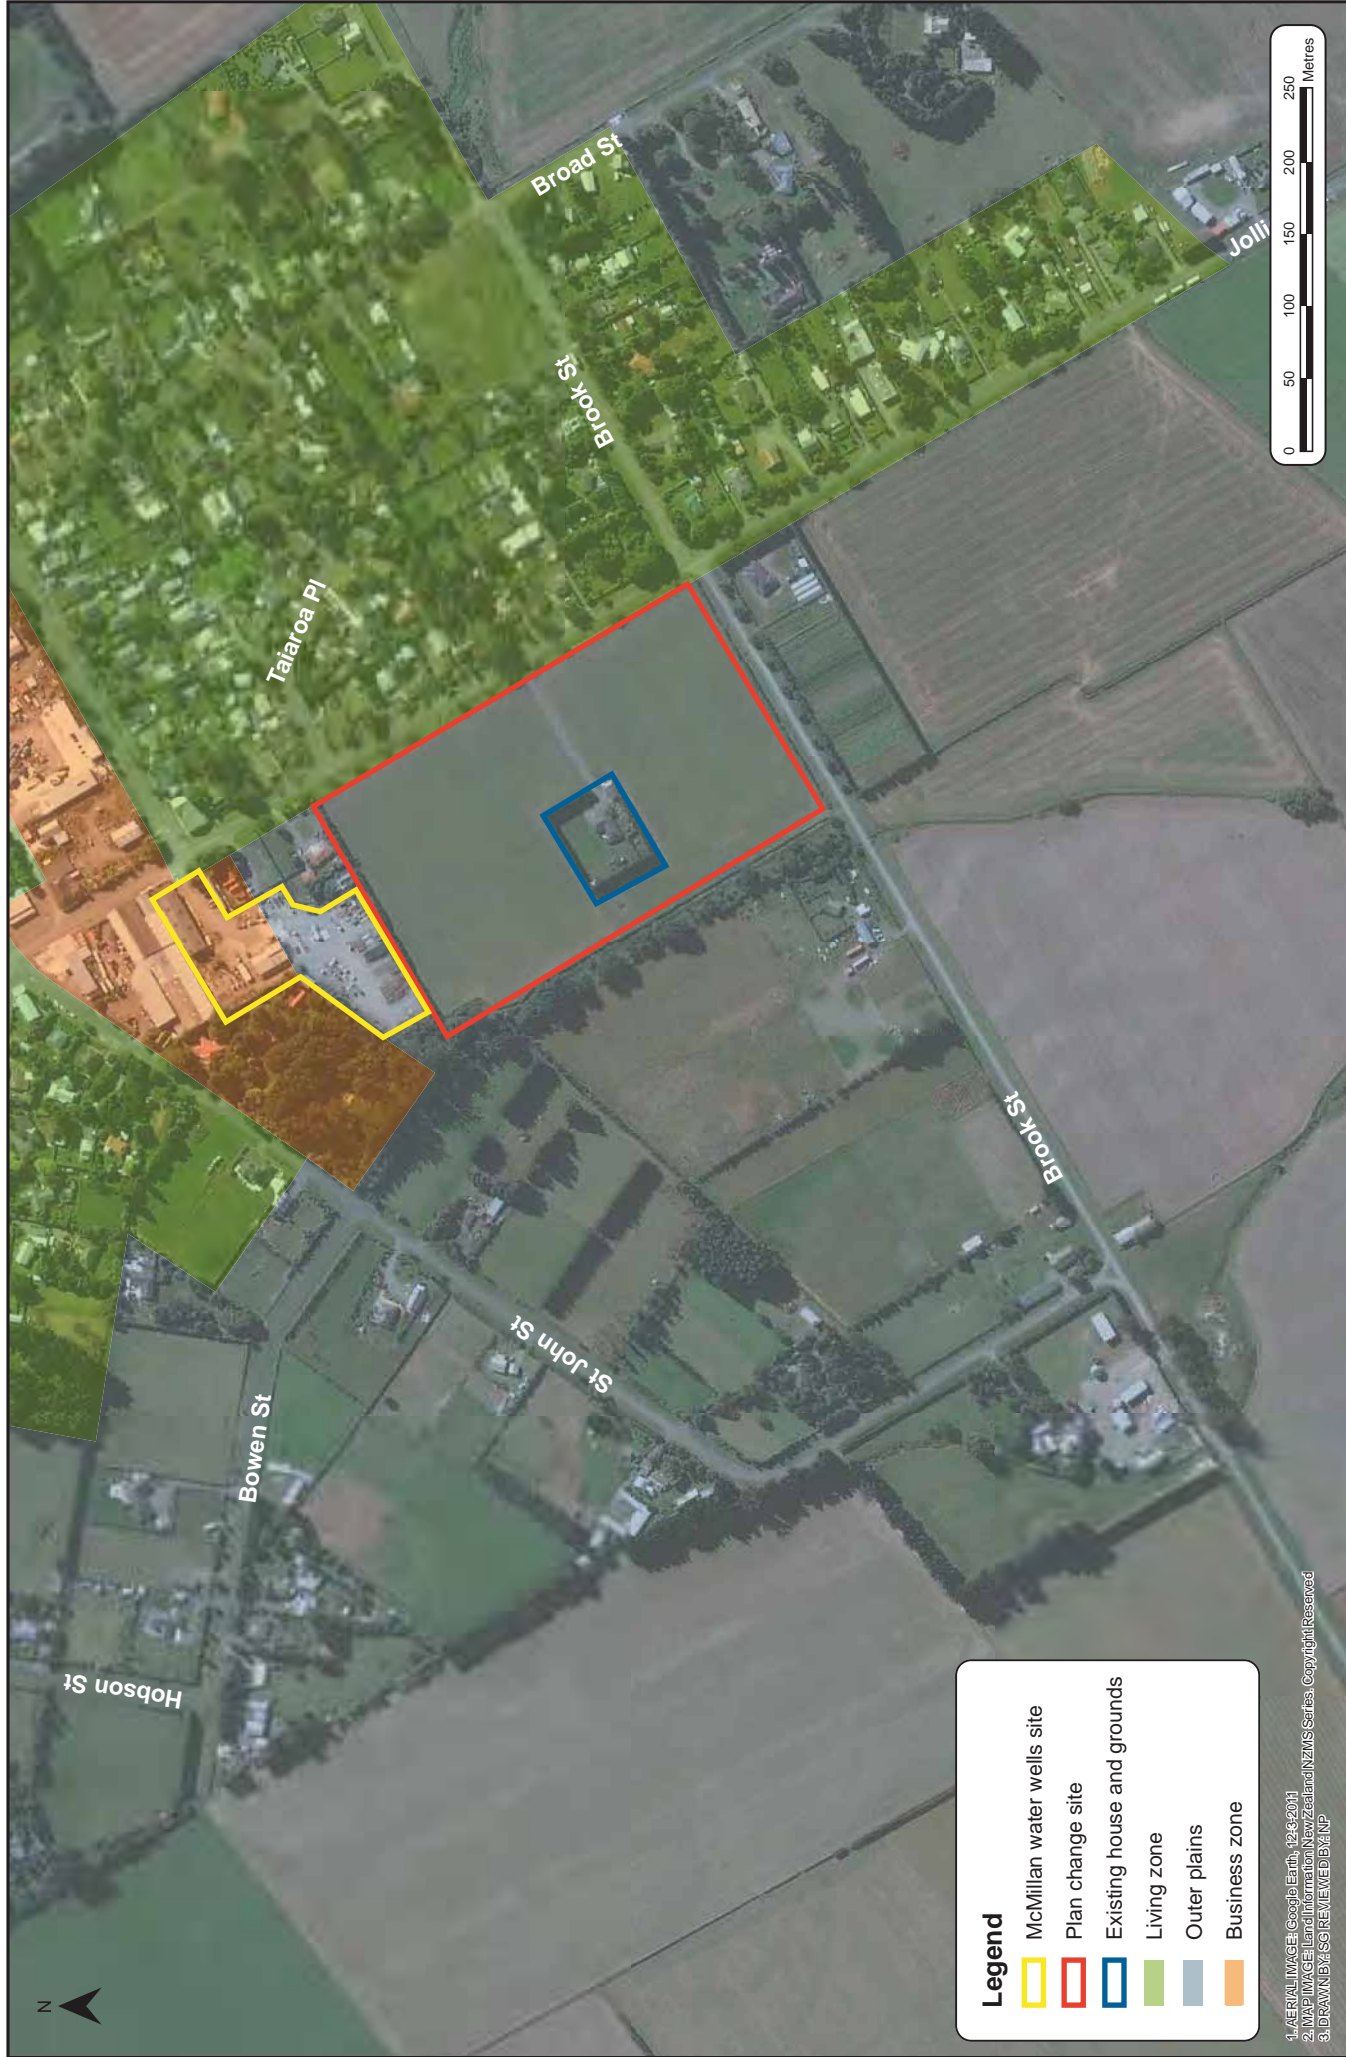 N
Hobson St
Bowen St
St John St
Taiaroa Pl
Brook St
Broad St
Brook St
Jolli
Legend
McMillan water wells site
Plan change site
Existing house and grounds
Living zone
Outer plains
Business zone
0 50 100 150 200 250
Metres
1. AERIAL IMAGE: Google Earth, 12-3-2011
2. MAP IMAGE: Land Information New Zealand NZMS Series. Copyright Reserved
3. DRAWN BY: SG REVIEWED BY: NP